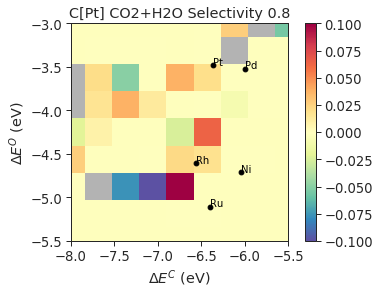 C[Pt] CO2+H2O Selectivity 0.8
ΔE^O (eV)
−3.0
−3.5
−4.0
−4.5
−5.0
−5.5
Pt
Pd
Rh
Ni
Ru
−8.0 −7.5 −7.0 −6.5 −6.0 −5.5
ΔE^C (eV)
0.100
0.075
0.050
0.025
0.000
−0.025
−0.050
−0.075
−0.100